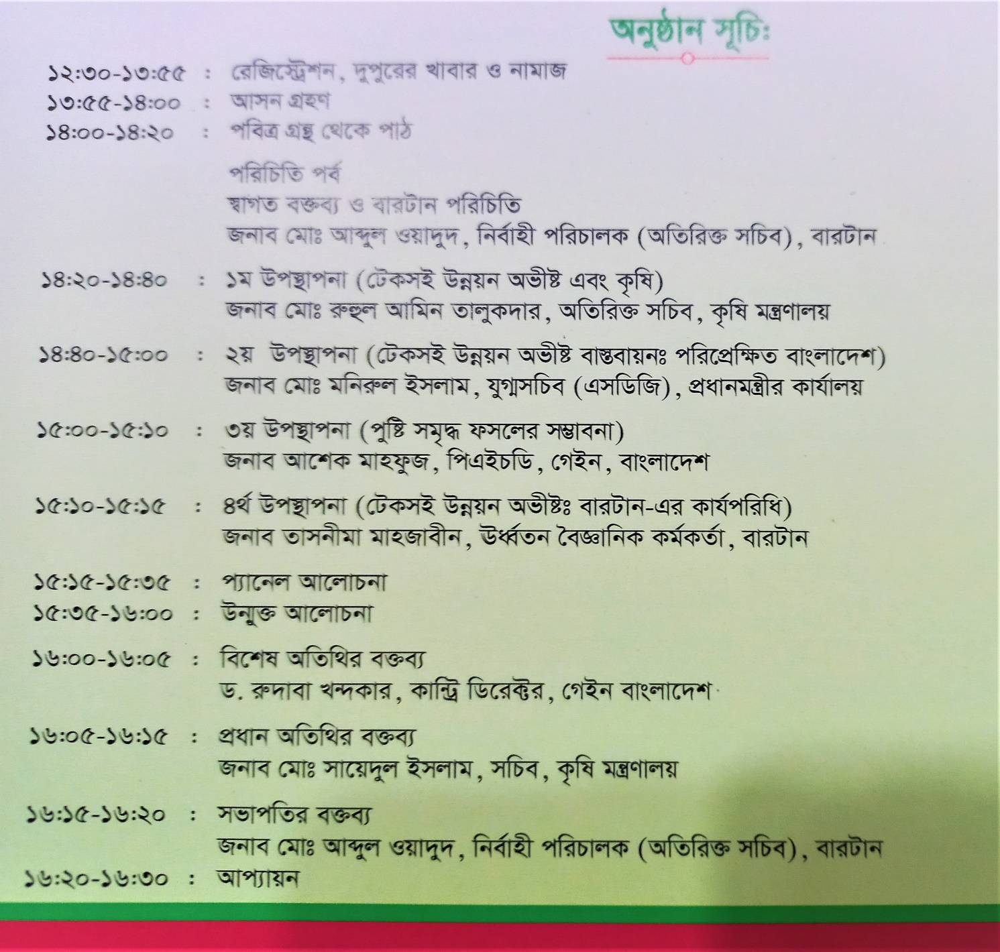 অনুষ্ঠান সূচি:
১২:৩০-১৩:৫৫ : রেজিস্ট্রেশন, দুপুরের খাবার ও নামাজ
১৩:৫৫-১৪:০০ : আসন গ্রহণ
১৪:০০-১৪:২০ : পবিত্র গ্রন্থ থেকে পাঠ
পরিচিতি পর্ব
স্বাগত বক্তব্য ও বারটান পরিচিতি
জনাব মোঃ আব্দুল ওয়াদুদ, নির্বাহী পরিচালক (অতিরিক্ত সচিব), বারটান
১৪:২০-১৪:৪০ : ১ম উপস্থাপনা (টেকসই উন্নয়ন অভীষ্ট এবং কৃষি)
জনাব মোঃ রুহুল আমিন তালুকদার, অতিরিক্ত সচিব, কৃষি মন্ত্রণালয়
১৪:৪০-১৫:০০ : ২য় উপস্থাপনা (টেকসই উন্নয়ন অভীষ্ট বাস্তবায়নঃ পরিপ্রেক্ষিত বাংলাদেশ)
জনাব মোঃ মনিরুল ইসলাম, যুগ্মসচিব (এসডিজি), প্রধানমন্ত্রীর কার্যালয়
১৫:০০-১৫:১০ : ৩য় উপস্থাপনা (পুষ্টি সমৃদ্ধ ফসলের সম্ভাবনা)
জনাব আশেক মাহফুজ, পিএইচডি, গেইন, বাংলাদেশ
১৫:১০-১৫:১৫ : ৪র্থ উপস্থাপনা (টেকসই উন্নয়ন অভীষ্টঃ বারটান-এর কার্যপরিধি)
জনাব তাসনীমা মাহজাবীন, উর্ধ্বতন বৈজ্ঞানিক কর্মকর্তা, বারটান
১৫:১৫-১৫:৩৫ : প্যানেল আলোচনা
১৫:৩৫-১৬:০০ : উন্মুক্ত আলোচনা
১৬:০০-১৬:০৫ : বিশেষ অতিথির বক্তব্য
ড. রুদাবা খন্দকার, কান্ট্রি ডিরেক্টর, গেইন বাংলাদেশ
১৬:০৫-১৬:১৫ : প্রধান অতিথির বক্তব্য
জনাব মোঃ সায়েদুল ইসলাম, সচিব, কৃষি মন্ত্রণালয়
১৬:১৫-১৬:২০ : সভাপতির বক্তব্য
জনাব মোঃ আব্দুল ওয়াদুদ, নির্বাহী পরিচালক (অতিরিক্ত সচিব), বারটান
১৬:২০-১৬:৩০ : আপ্যায়ন